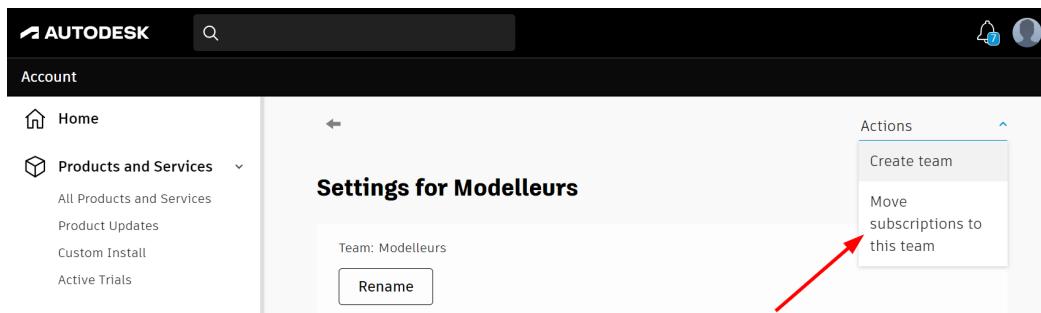 AUTODESK
7
Account
Home
Products and Services
All Products and Services
Product Updates
Custom Install
Active Trials
Actions
Create team
Move
subscriptions to
this team
Settings for Modelleurs
Team: Modelleurs
Rename